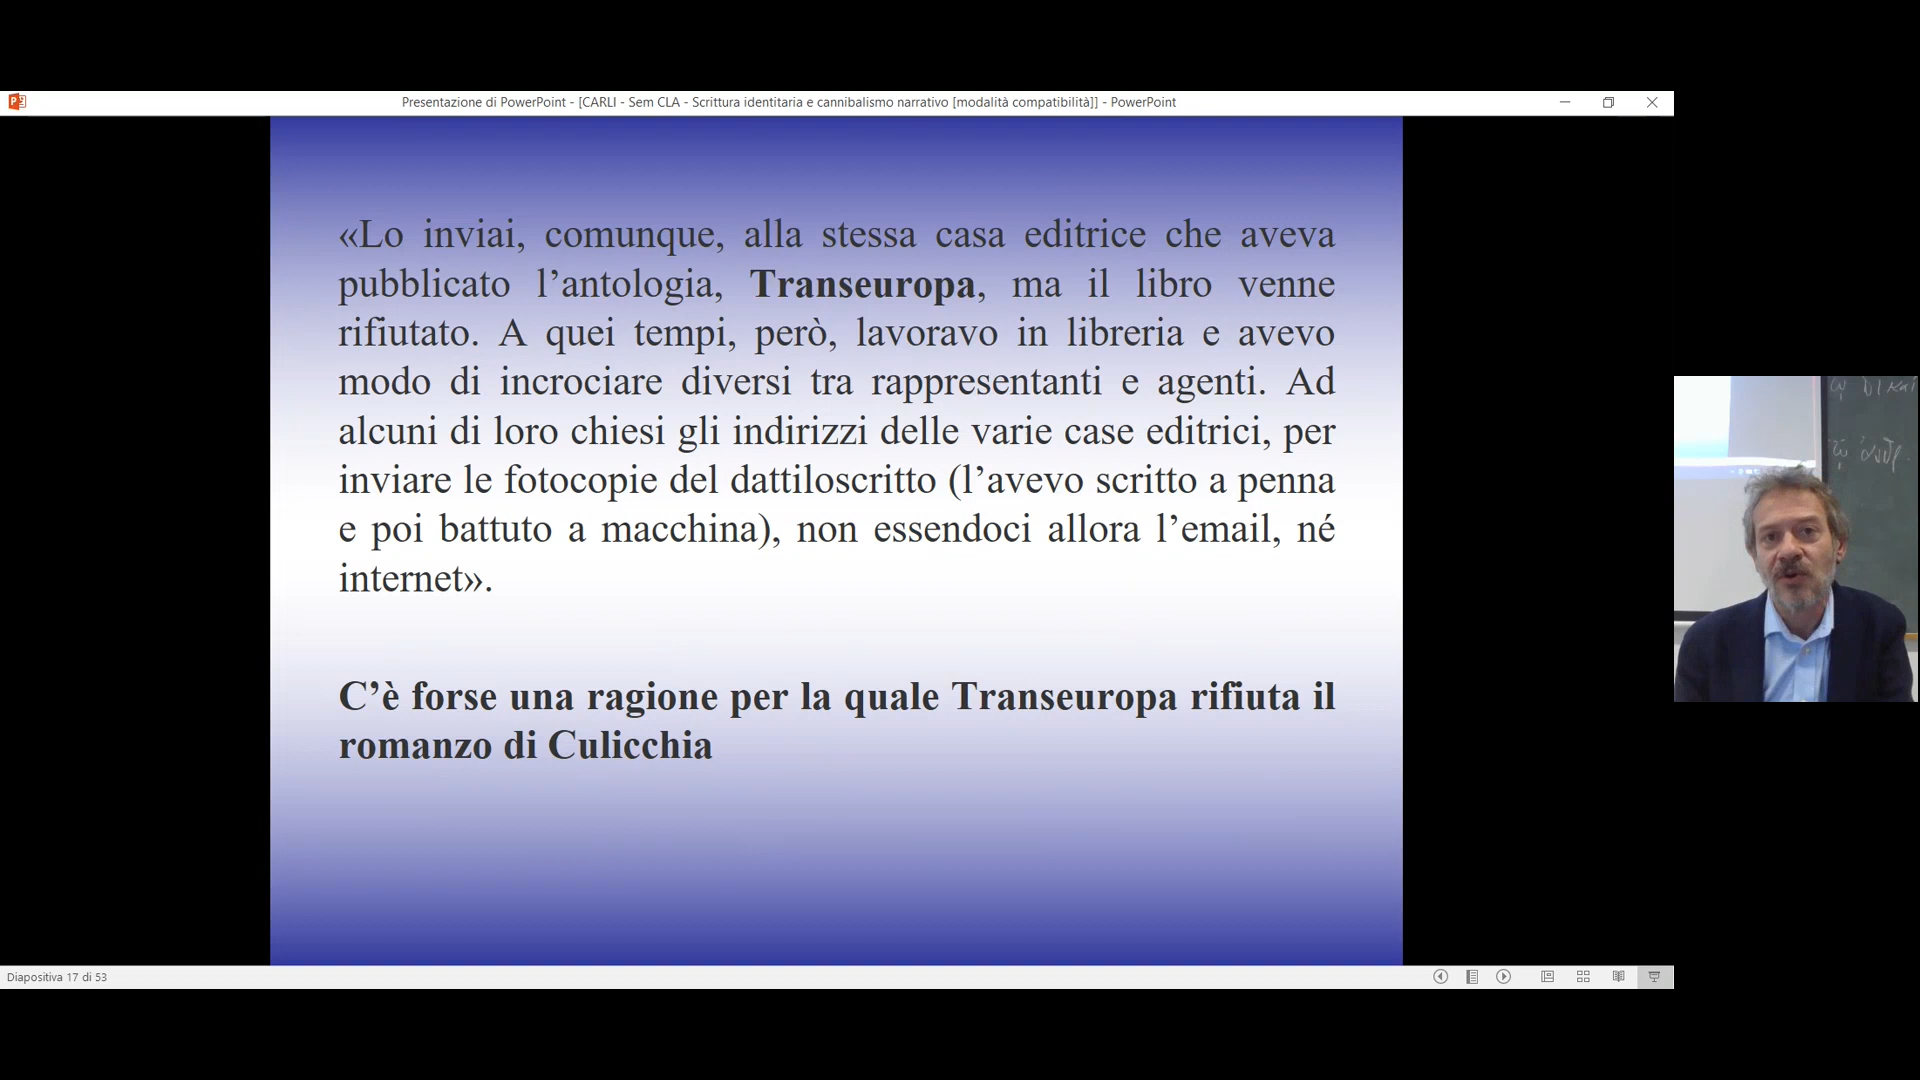 Presentazione di PowerPoint - [CARLI - Sem CLA - Scrittura identitaria e cannibalismo narrativo [modalità compatibilità]] - PowerPoint
«Lo inviai, comunque, alla stessa casa editrice che aveva
pubblicato l’antologia, Transeuropa, ma il libro venne
rifiutato. A quei tempi, però, lavoravo in libreria e avevo
modo di incrociare diversi tra rappresentanti e agenti. Ad
alcuni di loro chiesi gli indirizzi delle varie case editrici, per
inviare le fotocopie del dattiloscritto (l’avevo scritto a penna
e poi battuto a macchina), non essendoci allora l’email, né
internet».
C’è forse una ragione per la quale Transeuropa rifiuta il
romanzo di Culicchia
Diapositiva 17 di 53